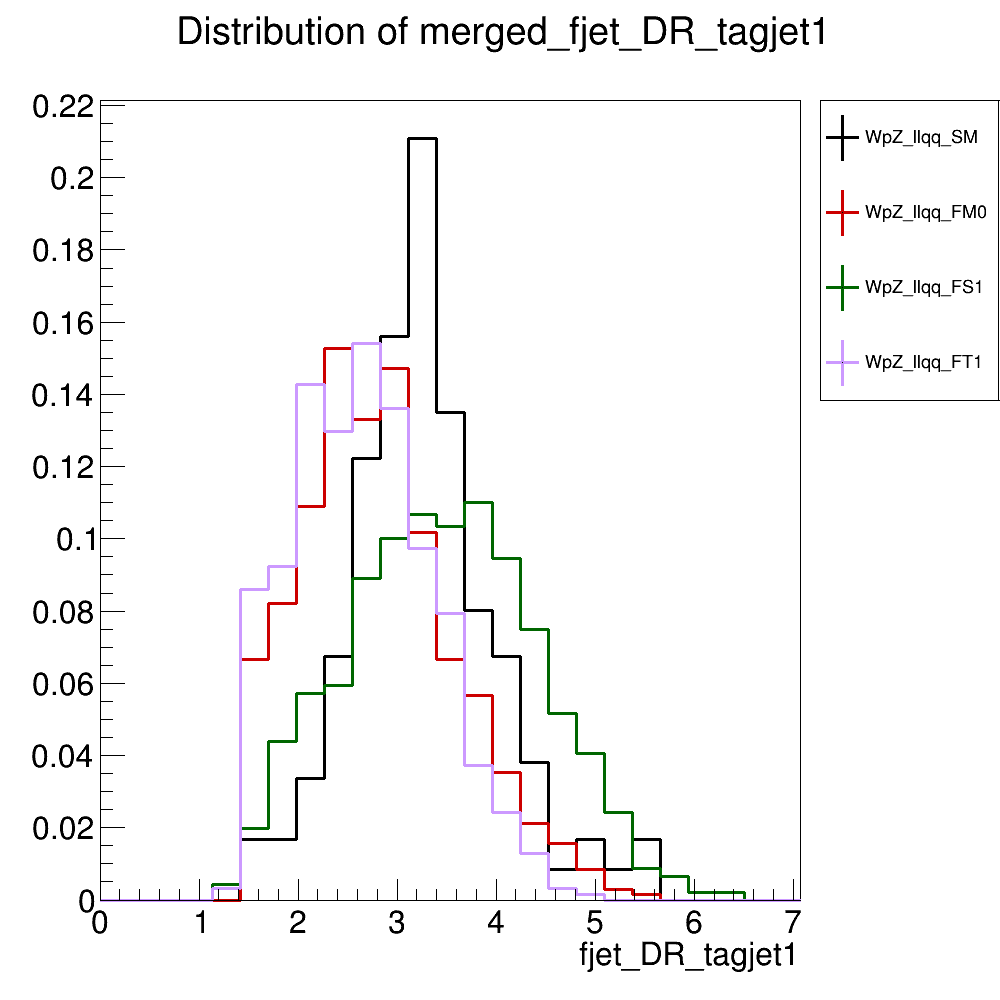 Distribution of merged_fjet_DR_tagjet1
0.22
0.2
0.18
0.16
0.14
0.12
0.1
0.08
0.06
0.04
0.02
0
0 1 2 3 4 5 6 7
fjet_DR_tagjet1
WpZ_llqq_SM
WpZ_llqq_FM0
WpZ_llqq_FS1
WpZ_llqq_FT1